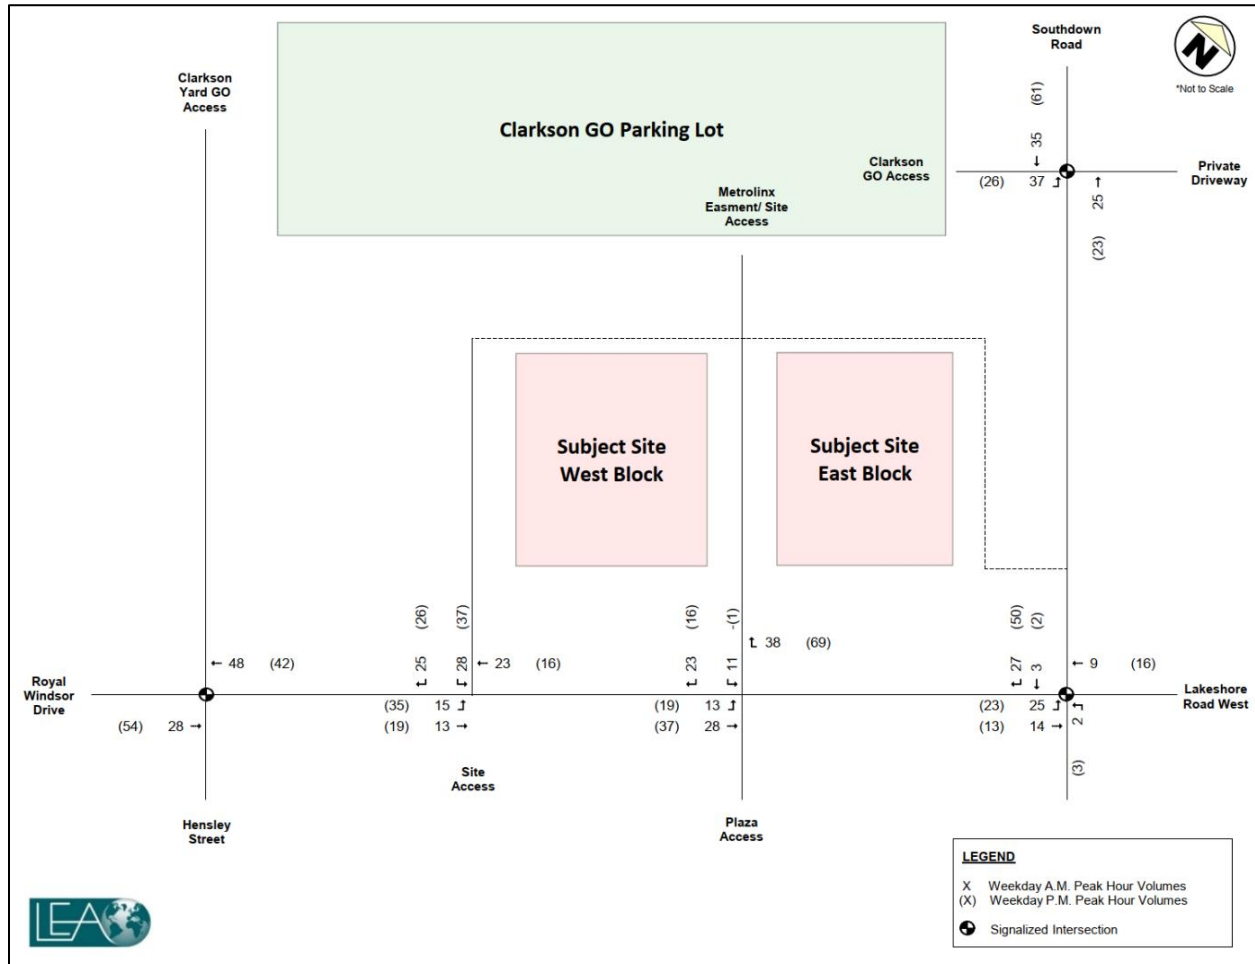 Southdown
Road
N
*Not to Scale
Clarkson
Yard GO
Access
Clarkson GO Parking Lot
(61)
35
Clarkson
GO Access
Private
Driveway
(26) 37
25
(23)
Metrolinx
Easment/ Site
Access
Subject Site
West Block
Subject Site
East Block
(26)
(37)
(16)
-(1)
(50)
(2)
38 (69)
48 (42)
25
28
23 (16)
23
11
27
3
9 (16)
Royal
Windsor
Drive
Lakeshore
Road West
(54) 28
(35) 15
(19) 13
(19) 13
(37) 28
(23) 25
(13) 14
2
(3)
Site
Access
Hensley
Street
Plaza
Access
LEGEND
X Weekday A.M. Peak Hour Volumes
(X) Weekday P.M. Peak Hour Volumes
Signalized Intersection
LEA